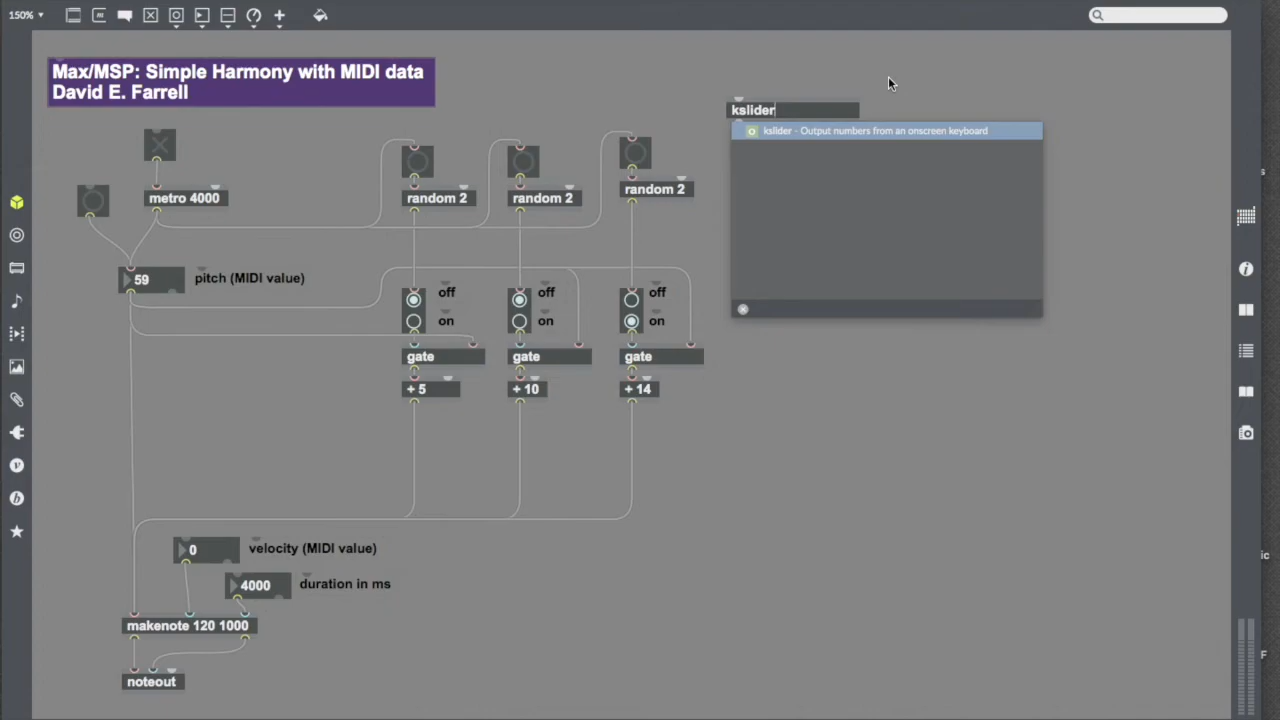 150%
Max/MSP: Simple Harmony with MIDI data
David E. Farrell
kslider
kslider - Output numbers from an onscreen keyboard
metro 4000
random 2
random 2
random 2
59
pitch (MIDI value)
off
on
off
on
off
on
gate
gate
gate
+ 5
+ 10
+ 14
0
velocity (MIDI value)
4000
duration in ms
makenote 120 1000
noteout
s
ic
F